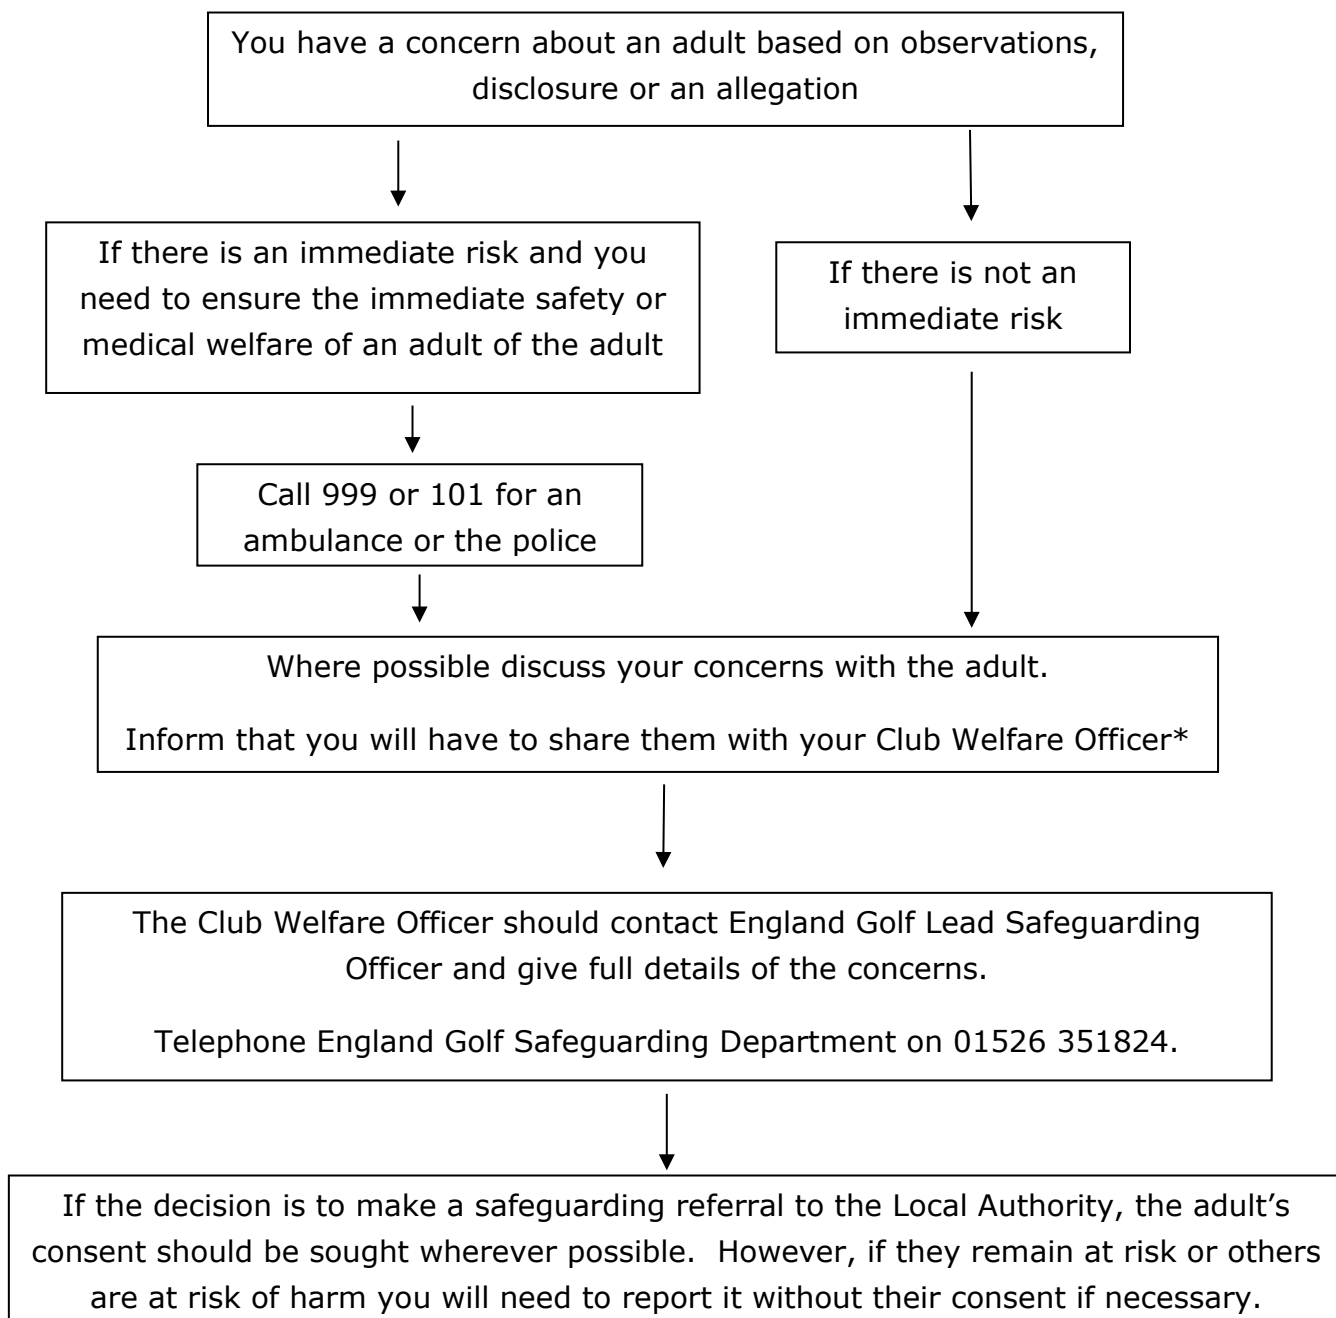 You have a concern about an adult based on observations,
disclosure or an allegation
If there is an immediate risk and you
need to ensure the immediate safety or
medical welfare of an adult of the adult
If there is not an
immediate risk
Call 999 or 101 for an
ambulance or the police
Where possible discuss your concerns with the adult.
Inform that you will have to share them with your Club Welfare Officer*
The Club Welfare Officer should contact England Golf Lead Safeguarding
Officer and give full details of the concerns.
Telephone England Golf Safeguarding Department on 01526 351824.
If the decision is to make a safeguarding referral to the Local Authority, the adult’s
consent should be sought wherever possible.  However, if they remain at risk or others
are at risk of harm you will need to report it without their consent if necessary.